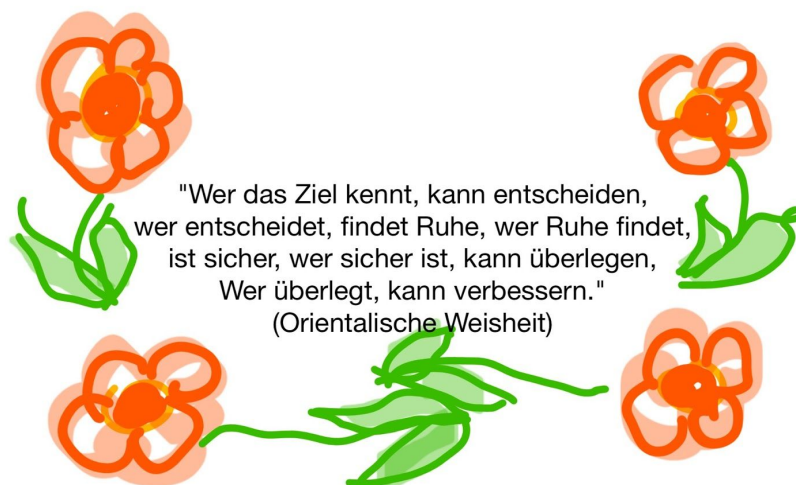 "Wer das Ziel kennt, kann entscheiden,
wer entscheidet, findet Ruhe, wer Ruhe findet,
ist sicher, wer sicher ist, kann überlegen,
Wer überlegt, kann verbessern."
(Orientalische Weisheit)